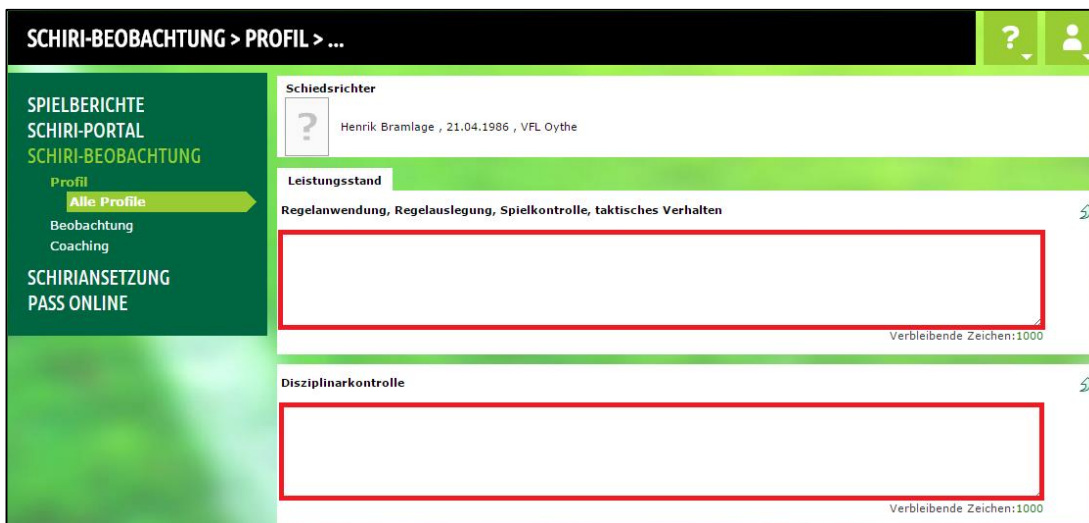 SCHIRI-BEOBACHTUNG > PROFIL > ...
?
SPIELBERICHTE
SCHIRI-PORTAL
SCHIRI-BEOBACHTUNG
Profil
Alle Profile
Beobachtung
Coaching
SCHIRIANSETZUNG
PASS ONLINE
Schiedsrichter
?
Henrik Bramlage , 21.04.1986 , VFL Oythe
Leistungsstand
Regelanwendung, Regelauslegung, Spielkontrolle, taktisches Verhalten
Verbleibende Zeichen:1000
Disziplinarkontrolle
Verbleibende Zeichen:1000